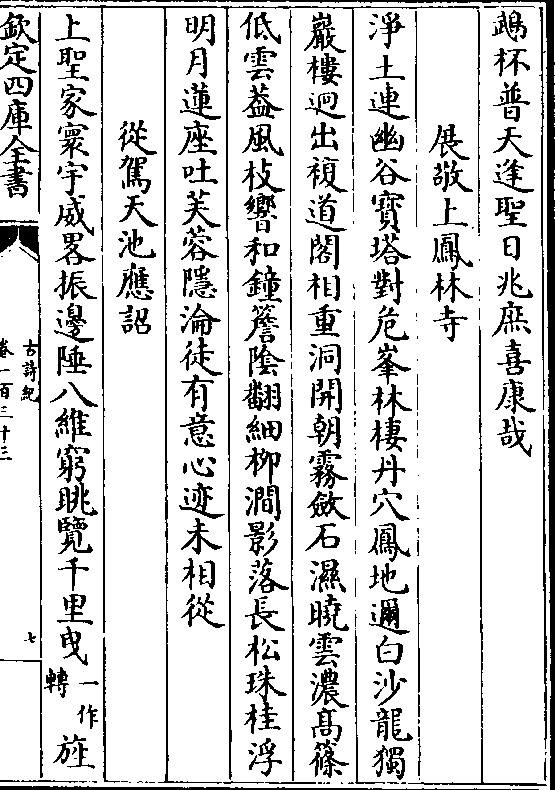 鵡杯普天逢聖日兆庶喜康哉
展敬上鳳林寺
淨土連幽谷寶塔對危峯林棲丹穴鳳地邇白沙龍獨
巖樓迥出複道閣相重洞開朝霧斂石濕曉雲濃髙篠
低雲葢風枝響和鐘簷隂翻細柳澗影落長松珠桂浮
明月蓮座吐芙蓉隱淪徒有意心迹未相從
從駕天池應詔
上聖家寰宇威畧振邊陲八維窮眺覽千里曵一作轉旌
欽定四庫全書
古詩紀
卷一百三十三
七